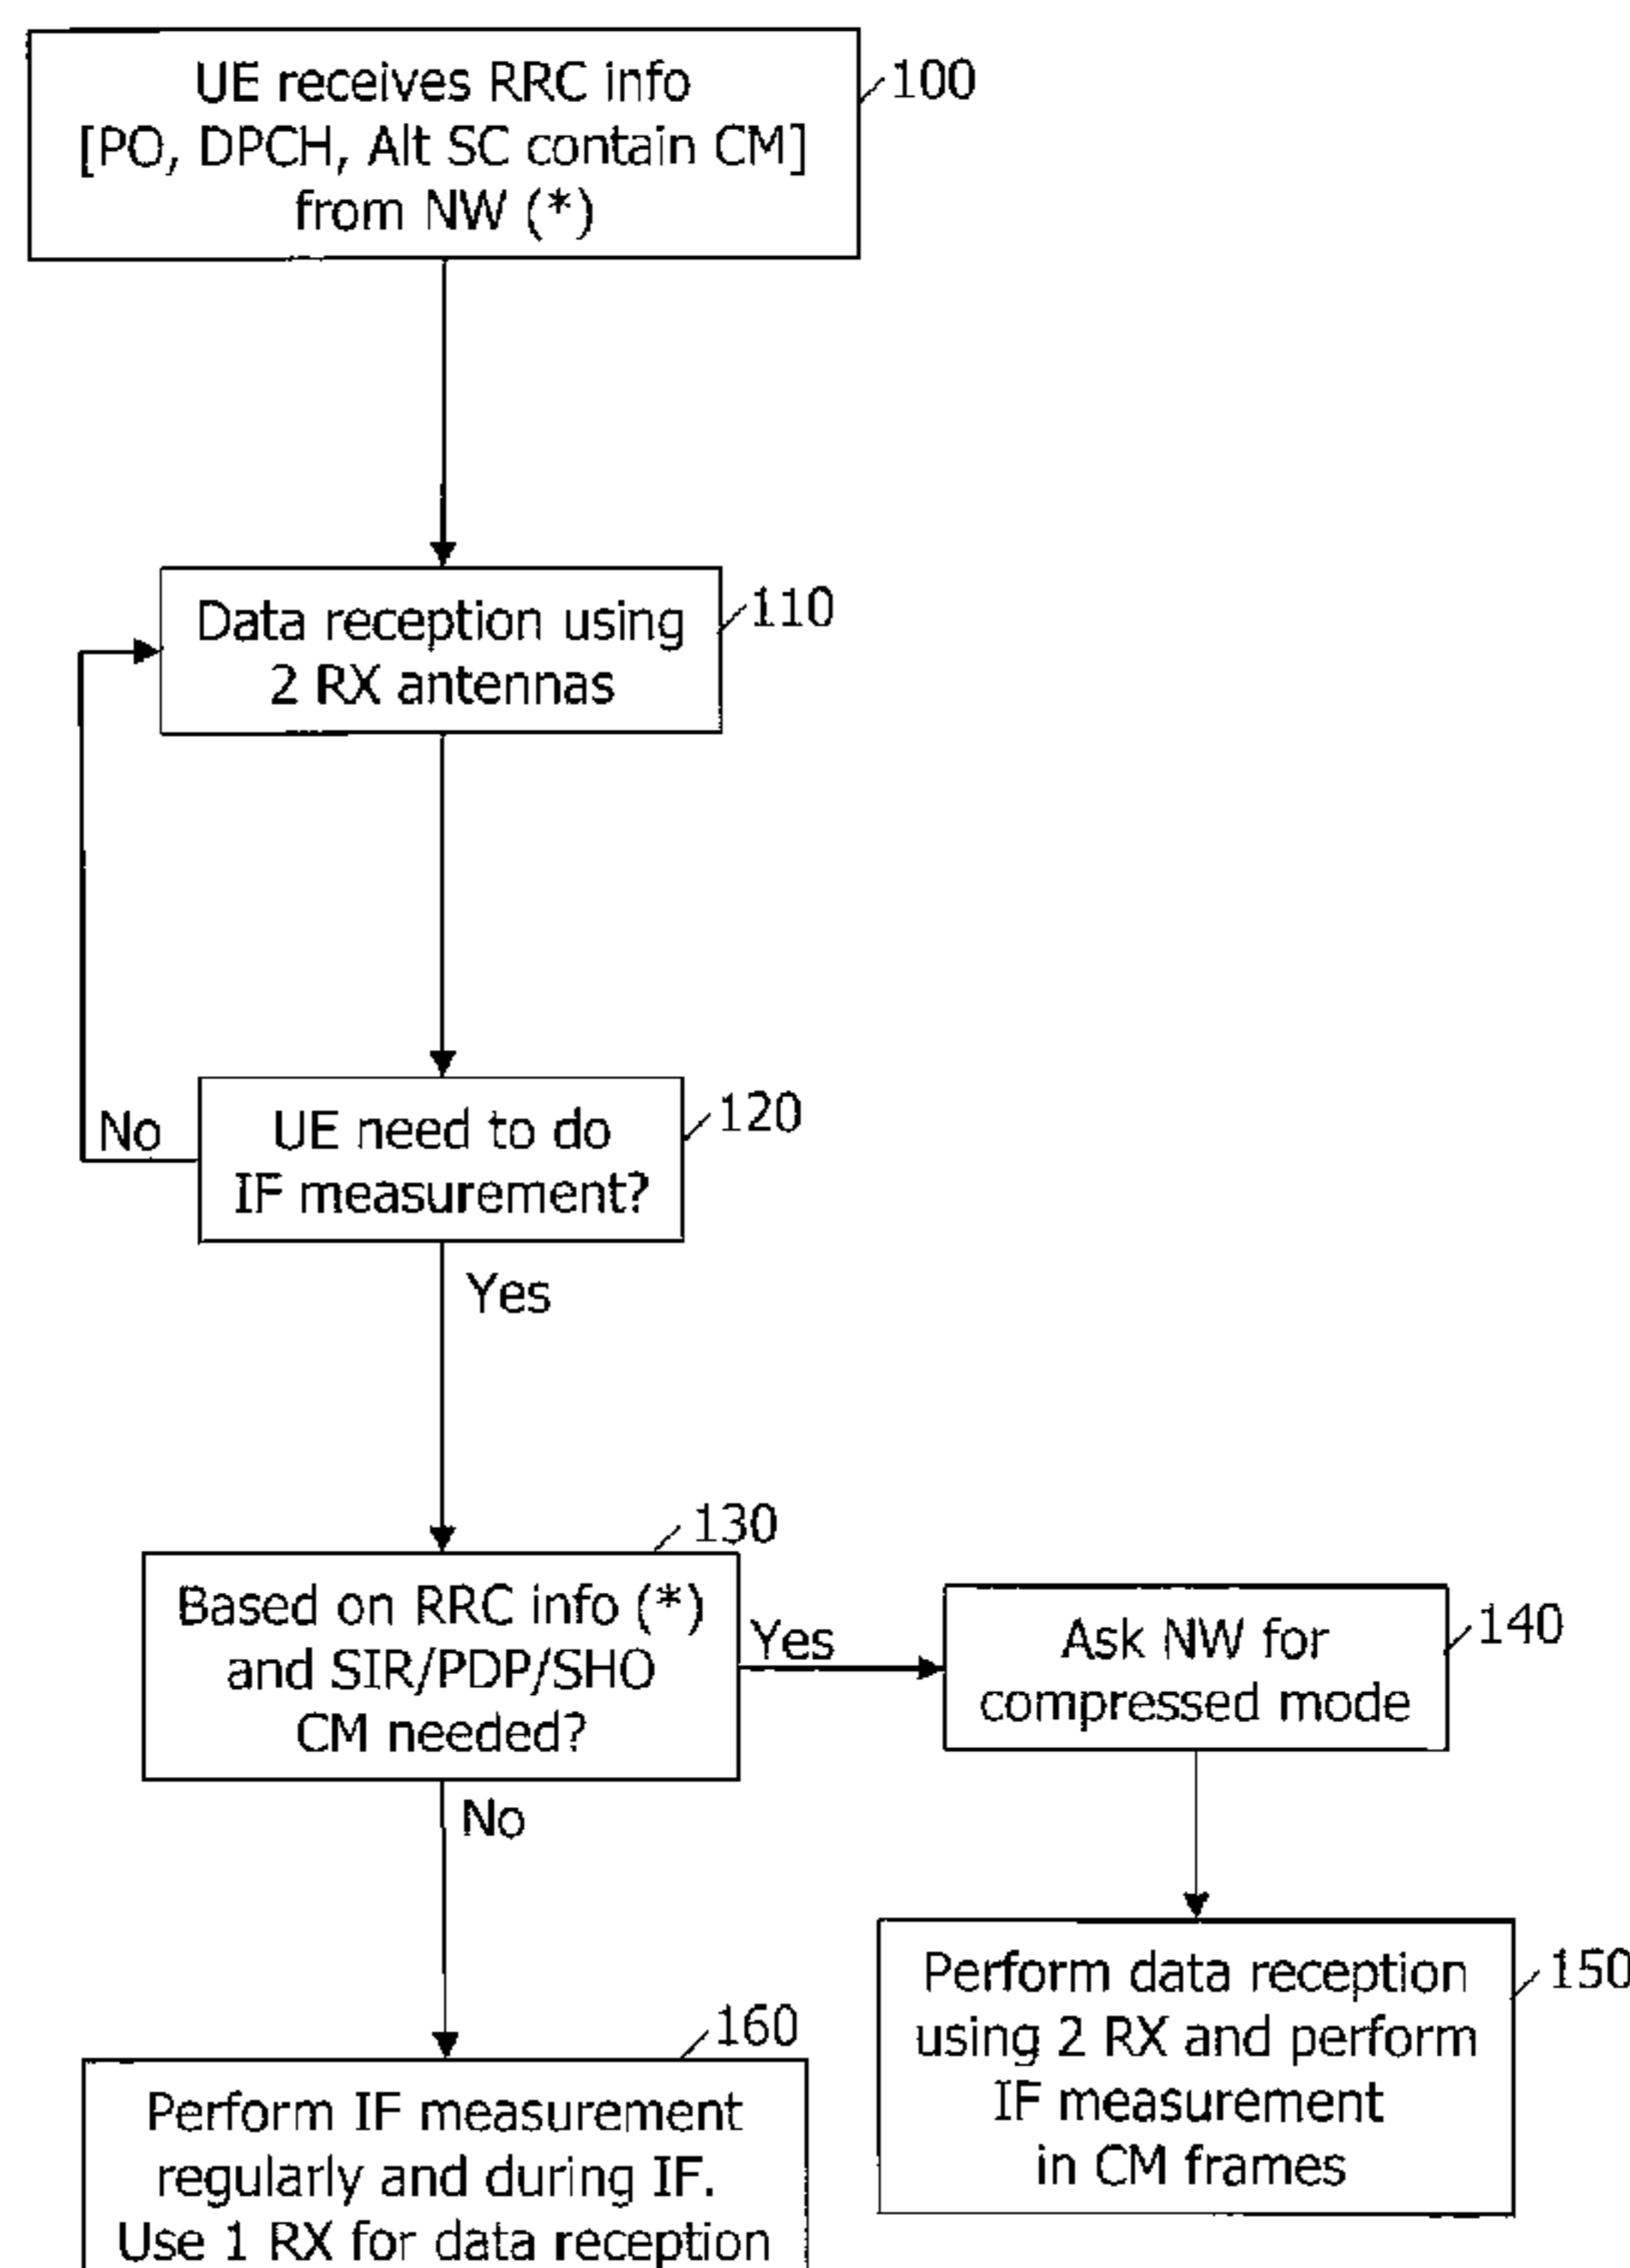 UE receives RRC info
[PO, DPCH, Alt SC contain CM]
from NW (*)
100
Data reception using
2 RX antennas
110
UE need to do
IF measurement?
120
No
Yes
130
Based on RRC info (*)
and SIR/PDP/SHO
CM needed?
Yes
Ask NW for
compressed mode
140
No
Perform data reception
using 2 RX and perform
IF measurement
in CM frames
150
160
Perform IF measurement
regularly and during IF.
Use 1 RX for data reception